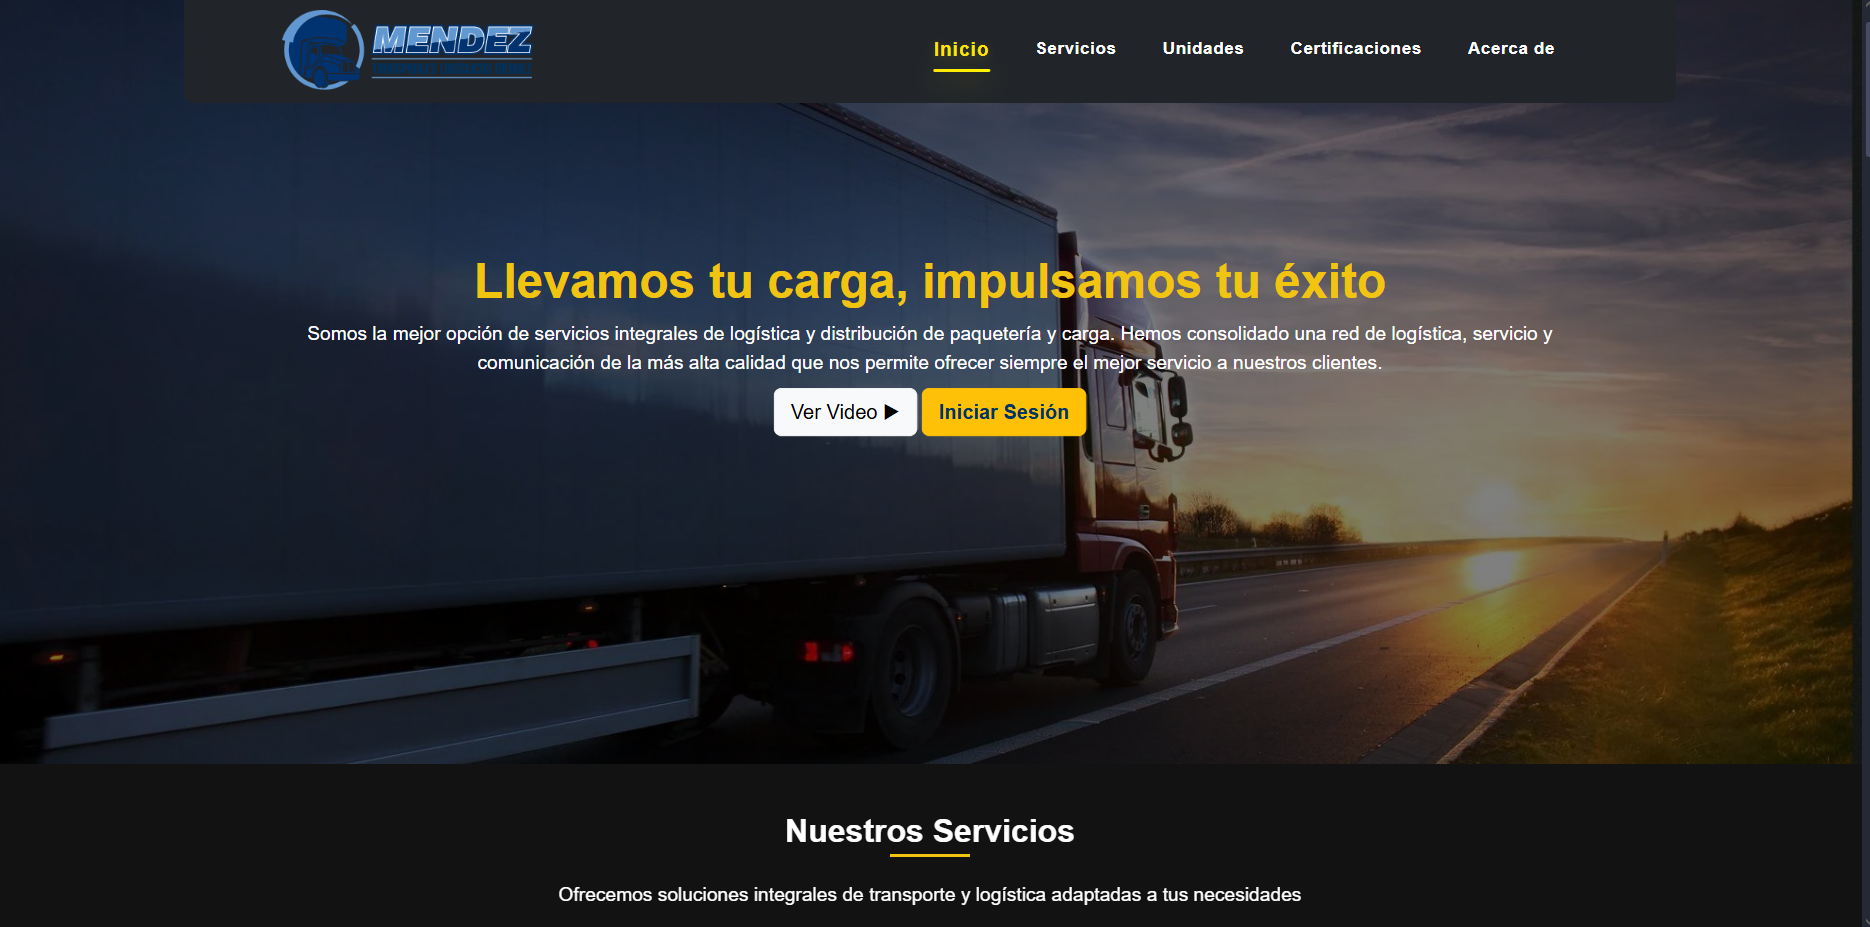 MENDEZ
Inicio
Servicios
Unidades
Certificaciones
Acerca de
Llevamos tu carga, impulsamos tu éxito
Somos la mejor opción de servicios integrales de logística y distribución de paquetería y carga. Hemos consolidado una red de logística, servicio y
comunicación de la más alta calidad que nos permite ofrecer siempre el mejor servicio a nuestros clientes.
Ver Video ▶
Iniciar Sesión
Nuestros Servicios
Ofrecemos soluciones integrales de transporte y logística adaptadas a tus necesidades